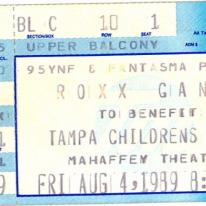 BL C 10 1
SECTION/BOX ROW SEAT
UPPER BALCONY
95YNF & FANTASMA P
ROXX GAN
TO BENEFIT
TAMPA CHILDRENS
MAHAFFEY THEAT
FRI AUG 4,1989 8: